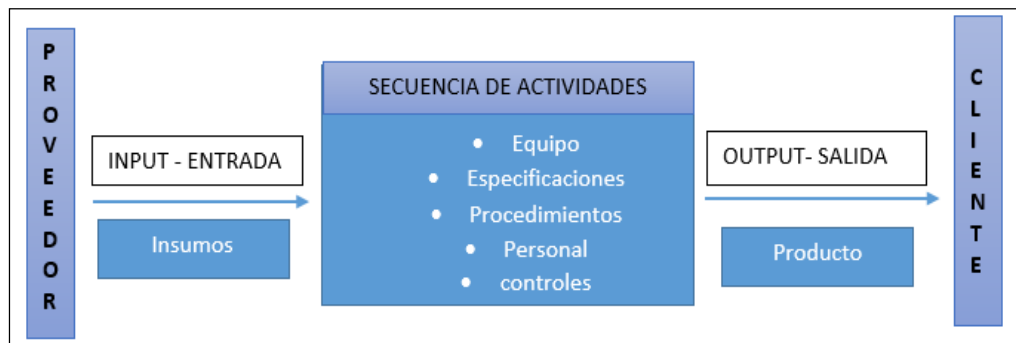 PROVEEDOR
INPUT - ENTRADA
Insumos
SECUENCIA DE ACTIVIDADES
• Equipo
• Especificaciones
• Procedimientos
• Personal
• controles
OUTPUT- SALIDA
Producto
CLIENTE